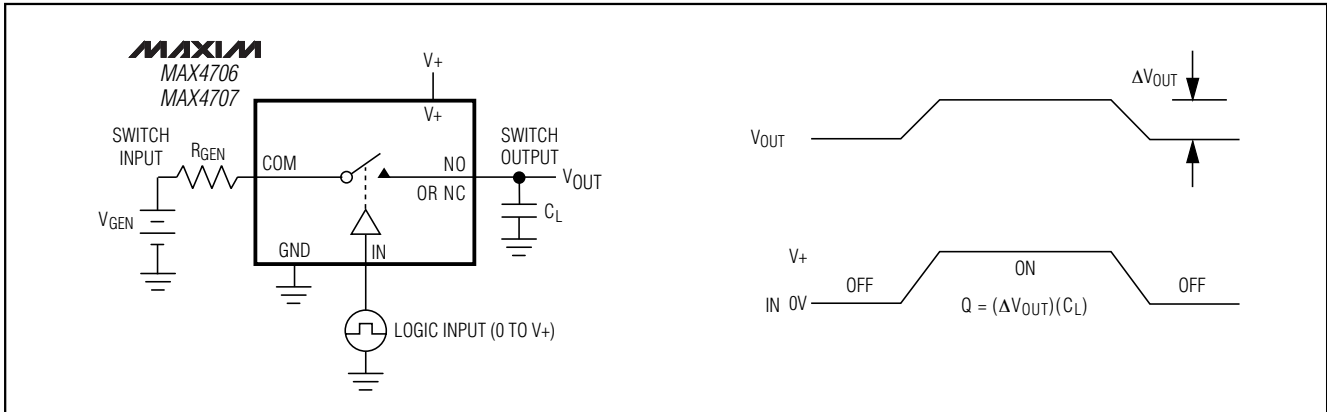 MAXIM
MAX4706
MAX4707
V+
V+
SWITCH
INPUT
RGEN
COM
NO
OR NC
SWITCH
OUTPUT
VOUT
CL
VGEN
GND
IN
LOGIC INPUT (0 TO V+)
ΔVOUT
VOUT
V+
IN 0V
OFF
ON
OFF
Q = (ΔVOUT)(CL)